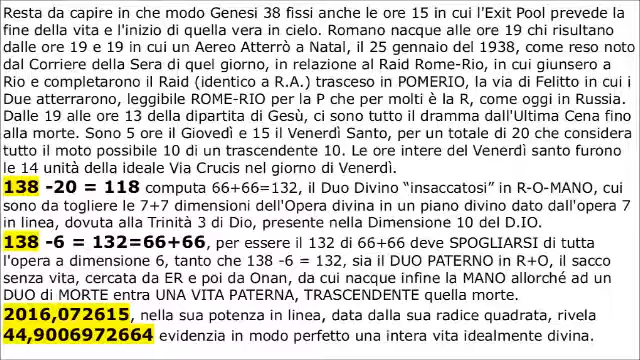 Resta da capire in che modo Genesi 38 fissi anche le ore 15 in cui l'Exit Pool prevede la
fine della vita e l'inizio di quella vera in cielo. Romano nacque alle ore 19 chi risultano
dalle ore 19 e 19 in cui un Aereo Atterrò a Natal, il 25 gennaio del 1938, come reso noto
dal Corriere della Sera di quel giorno, in relazione al Raid Rome-Rio, in cui giunsero a
Rio e completarono il Raid (identico a R.A.) trasceso in POMERIO, la via di Felitto in cui i
Due atterrarono, leggibile ROME-RIO per la P che per molti è la R, come oggi in Russia.
Dalle 19 alle ore 13 della dipartita di Gesù, ci sono tutto il dramma dall'Ultima Cena fino
alla morte. Sono 5 ore il Giovedì e 15 il Venerdì Santo, per un totale di 20 che considera
tutto il moto possibile 10 di un trascendente 10. Le ore intere del Venerdì santo furono
le 14 unità della ideale Via Crucis nel giorno di Venerdì.
138 -20 = 118 computa 66+66=132, il Duo Divino “insaccatosi” in R-O-MANO, cui
sono da togliere le 7+7 dimensioni dell'Opera divina in un piano divino dato dall'opera 7
in linea, dovuta alla Trinità 3 di Dio, presente nella Dimensione 10 del D.IO.
138 -6 = 132=66+66, per essere il 132 di 66+66 deve SPOGLIARSI di tutta
l'opera a dimensione 6, tanto che 138 -6 = 132, sia il DUO PATERNO in R+O, il sacco
senza vita, cercata da ER e poi da Onan, da cui nacque infine la MANO allorché ad un
DUO di MORTE entra UNA VITA PATERNA, TRASCENDENTE quella morte.
2016,072615, nella sua potenza in linea, data dalla sua radice quadrata, rivela
44,9006972664 evidenzia in modo perfetto una intera vita idealmente divina.